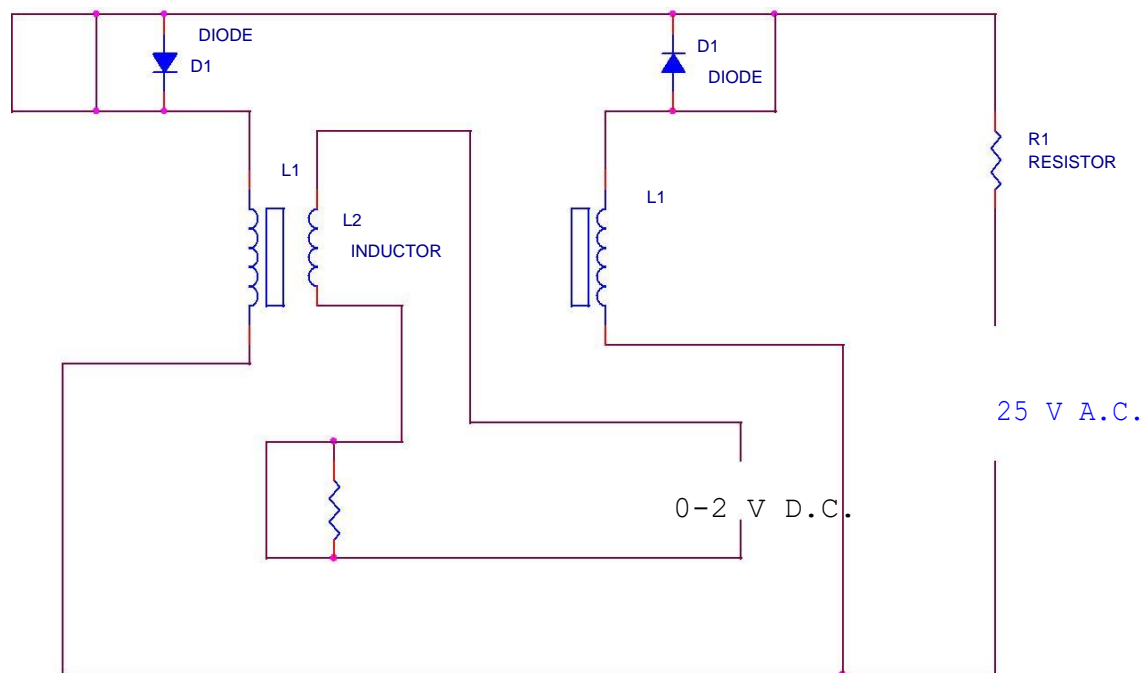 DIODE
D1
D1
DIODE
R1
RESISTOR
L1
L1
L2
INDUCTOR
25 V A.C.
0-2 V D.C.